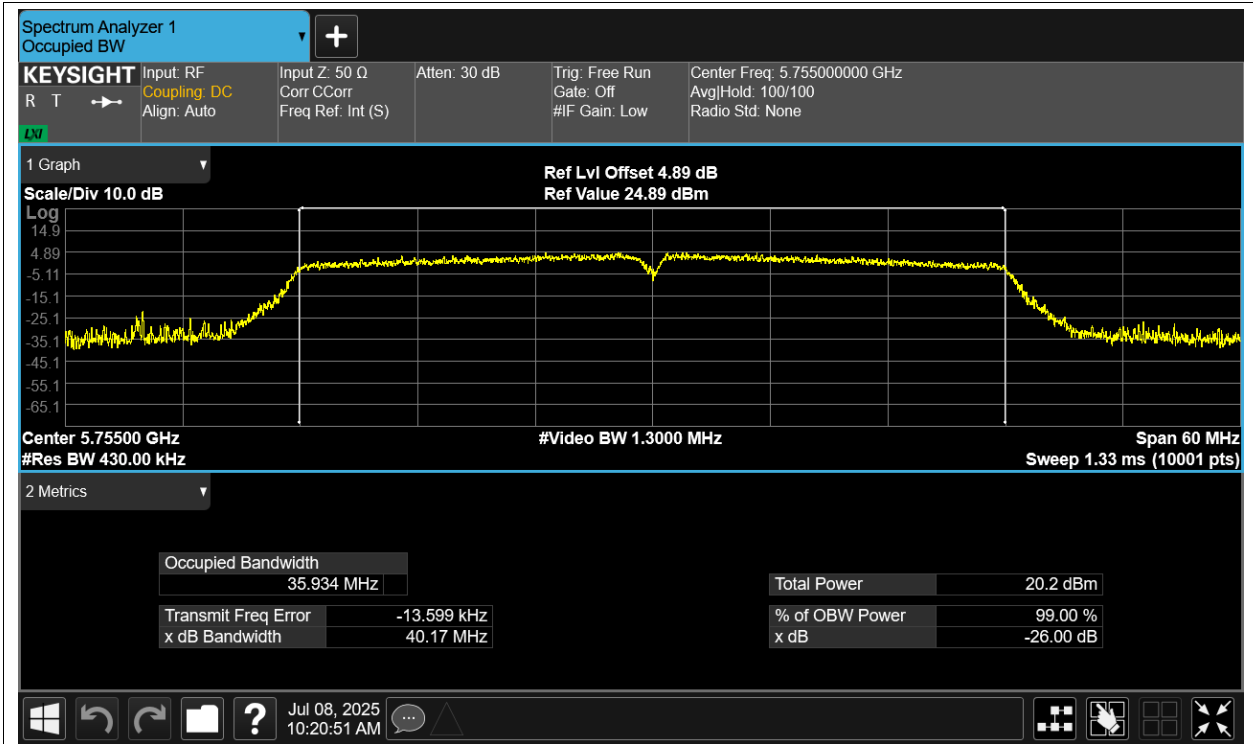 Spectrum Analyzer 1
Occupied BW
KEYSIGHT
R T
LXI
Input: RF
Coupling: DC
Align: Auto
Input Z: 50 Ω
Corr CCorr
Freq Ref: Int (S)
Atten: 30 dB
Trig: Free Run
Gate: Off
#IF Gain: Low
Center Freq: 5.755000000 GHz
Avg|Hold: 100/100
Radio Std: None
1 Graph
Scale/Div 10.0 dB
Ref Lvl Offset 4.89 dB
Ref Value 24.89 dBm
Log
14.9
4.89
-5.11
-15.1
-25.1
-35.1
-45.1
-55.1
-65.1
Center 5.75500 GHz
#Res BW 430.00 kHz
#Video BW 1.3000 MHz
Span 60 MHz
Sweep 1.33 ms (10001 pts)
2 Metrics
Occupied Bandwidth
35.934 MHz
Transmit Freq Error -13.599 kHz
x dB Bandwidth 40.17 MHz
Total Power 20.2 dBm
% of OBW Power 99.00 %
x dB -26.00 dB
?
Jul 08, 2025
10:20:51 AM